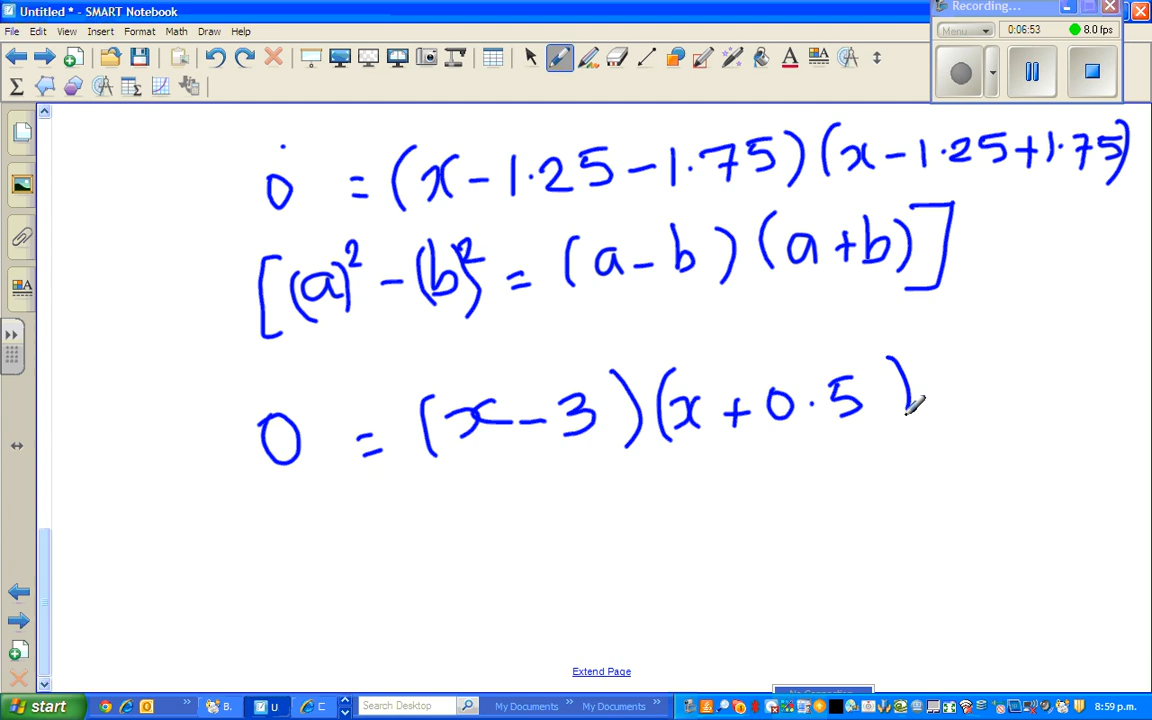 Untitled * - SMART Notebook
Recording...
File Edit View Insert Format Math Draw Help
Menu
0:06:53
8.0 fps
0 = (x - 1.25 - 1.75)(x - 1.25 + 1.75)
[(a)² - (b)² = (a - b)(a + b)]
0 = (x - 3)(x + 0.5)
Extend Page
start
B.
U
C
Search Desktop
My Documents
My Documents
8:59 p.m.